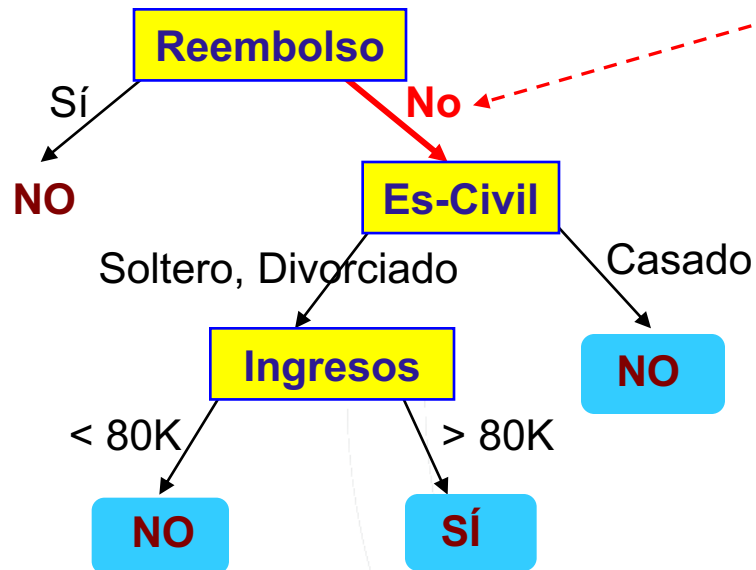 Reembolso
Sí
No
NO
Es-Civil
Soltero, Divorciado
Casado
Ingresos
NO
< 80K
> 80K
NO
SÍ